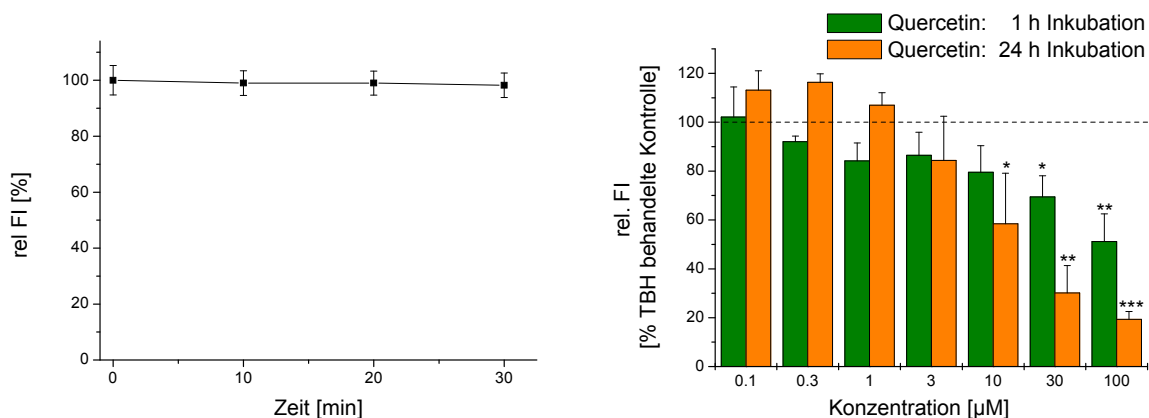 120
100
80
60
40
20
0
rel FI [%]
0 10 20 30
Zeit [min]
Quercetin: 1 h Inkubation
Quercetin: 24 h Inkubation
120
100
80
60
40
20
0
rel. FI
[% TBH behandelte Kontrolle]
* *
**
**
***
0.1 0.3 1 3 10 30 100
Konzentration [µM]